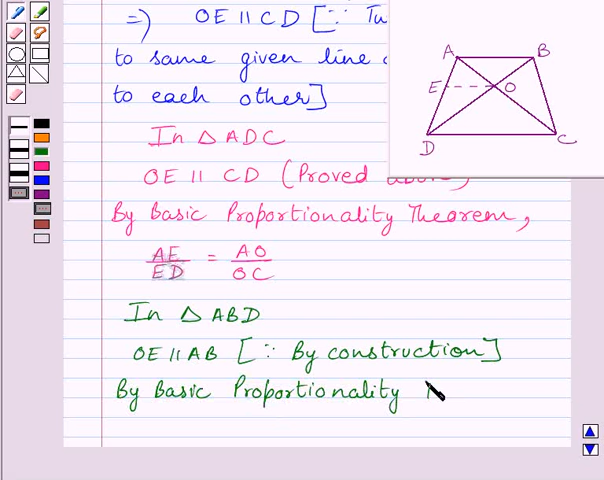 =) OE || CD [∵
to same given line
to each other]
In △ ADC
OE || CD (Proved above)
By Basic Proportionality Theorem,
AE/ED = AO/OC
In △ ABD
OE || AB [∵ By construction]
By Basic Proportionality
A B
E O
D C